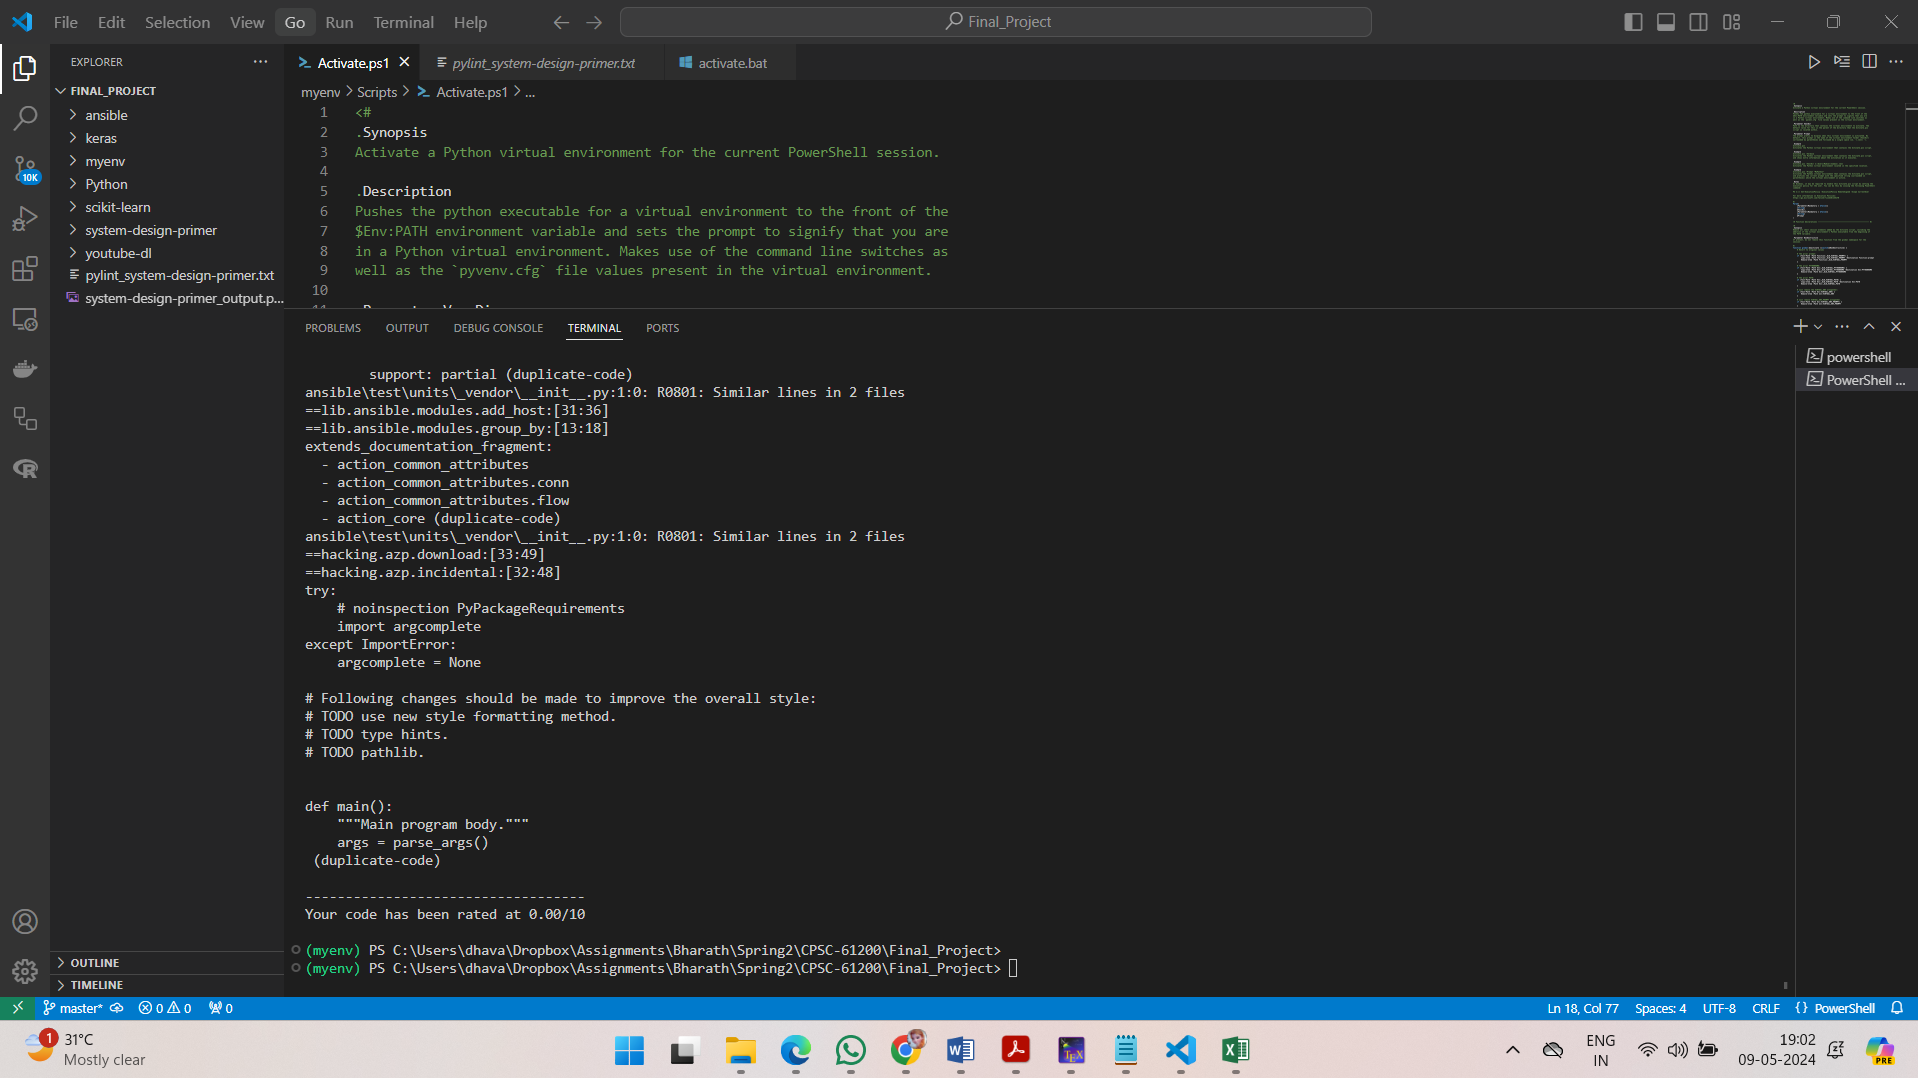 File Edit Selection View Go Run Terminal Help
Final_Project
EXPLORER
FINAL_PROJECT
ansible
keras
myenv
Python
scikit-learn
system-design-primer
youtube-dl
pylint_system-design-primer.txt
system-design-primer_output.p...
OUTLINE
TIMELINE
10K
Activate.ps1
pylint_system-design-primer.txt
activate.bat
myenv > Scripts > Activate.ps1 > ...
1 <#
2 .Synopsis
3 Activate a Python virtual environment for the current PowerShell session.
4
5 .Description
6 Pushes the python executable for a virtual environment to the front of the
7 $Env:PATH environment variable and sets the prompt to signify that you are
8 in a Python virtual environment. Makes use of the command line switches as
9 well as the `pyvenv.cfg` file values present in the virtual environment.
10
PROBLEMS OUTPUT DEBUG CONSOLE TERMINAL PORTS
powershell
PowerShell ...
support: partial (duplicate-code)
ansible\test\units\_vendor\__init__.py:1:0: R0801: Similar lines in 2 files
==lib.ansible.modules.add_host:[31:36]
==lib.ansible.modules.group_by:[13:18]
extends_documentation_fragment:
- action_common_attributes
- action_common_attributes.conn
- action_common_attributes.flow
- action_core (duplicate-code)
ansible\test\units\_vendor\__init__.py:1:0: R0801: Similar lines in 2 files
==hacking.azp.download:[33:49]
==hacking.azp.incidental:[32:48]
try:
# noinspection PyPackageRequirements
import argcomplete
except ImportError:
argcomplete = None
# Following changes should be made to improve the overall style:
# TODO use new style formatting method.
# TODO type hints.
# TODO pathlib.
def main():
"""Main program body."""
args = parse_args()
(duplicate-code)
-----------------------------------
Your code has been rated at 0.00/10
(myenv) PS C:\Users\dhava\Dropbox\Assignments\Bharath\Spring2\CPSC-61200\Final_Project>
(myenv) PS C:\Users\dhava\Dropbox\Assignments\Bharath\Spring2\CPSC-61200\Final_Project>
master* 0 0 0
Ln 18, Col 77 Spaces: 4 UTF-8 CRLF {} PowerShell
1
31°C
Mostly clear
ENG
IN
19:02
09-05-2024
PRE